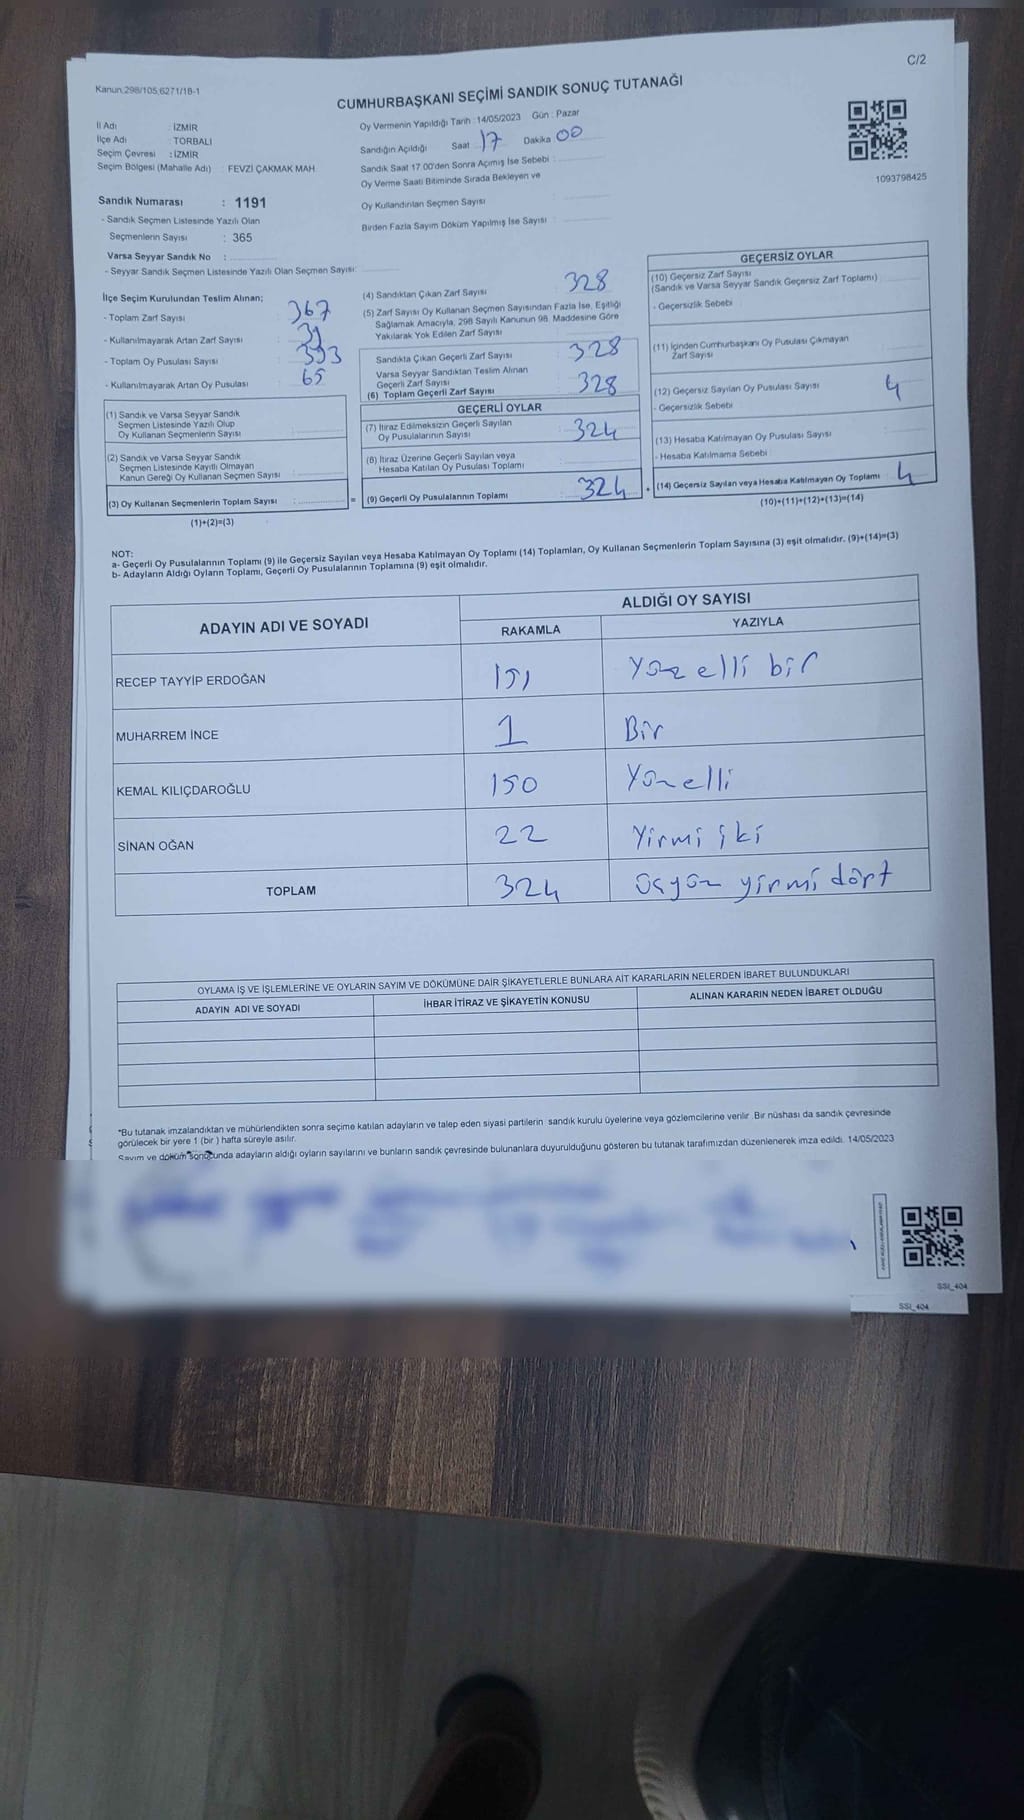 C/2
Kanun.298/105,6271/18-1
CUMHURBAŞKANI SEÇİMİ SANDIK SONUÇ TUTANAĞI
İl Adı : İZMİR
İlçe Adı : TORBALI
Seçim Çevresi : İZMİR
Seçim Bölgesi (Mahalle Adı) : FEVZİ ÇAKMAK MAH.
Oy Vermenin Yapıldığı Tarih : 14/05/2023 Gün : Pazar
Sandığın Açıldığı Saat 17 Dakika 00
Sandık Saat 17.00'den Sonra Açımış İse Sebebi :
Oy Verme Saati Bitiminde Sırada Bekleyen ve
Oy Kullandırılan Seçmen Sayısı :
Birden Fazla Sayım Döküm Yapılmış İse Sayısı :
1093798425
Sandık Numarası : 1191
- Sandık Seçmen Listesinde Yazılı Olan
Seçmenlerin Sayısı : 365
Varsa Seyyar Sandık No :
- Seyyar Sandık Seçmen Listesinde Yazılı Olan Seçmen Sayısı:
İlçe Seçim Kurulundan Teslim Alınan;
- Toplam Zarf Sayısı : 367
- Kullanılmayarak Artan Zarf Sayısı :
- Toplam Oy Pusulası Sayısı : 393
- Kullanılmayarak Artan Oy Pusulası : 65
(1) Sandık ve Varsa Seyyar Sandık
Seçmen Listesinde Yazılı Olup
Oy Kullanan Seçmenlerin Sayısı
(2) Sandık ve Varsa Seyyar Sandık
Seçmen Listesinde Kayıtlı Olmayan
Kanun Gereği Oy Kullanan Seçmen Sayısı
(3) Oy Kullanan Seçmenlerin Toplam Sayısı : =
(1)+(2)=(3)
(4) Sandıktan Çıkan Zarf Sayısı : 328
(5) Zarf Sayısı Oy Kullanan Seçmen Sayısından Fazla İse, Eşitliği
Sağlamak Amacıyla, 298 Sayılı Kanunun 98. Maddesine Göre
Yakılarak Yok Edilen Zarf Sayısı
Sandıkta Çıkan Geçerli Zarf Sayısı : 328
Varsa Seyyar Sandıktan Teslim Alınan
Geçerli Zarf Sayısı
(6) Toplam Geçerli Zarf Sayısı 328
GEÇERLİ OYLAR
(7) İtiraz Edilmeksizin Geçerli Sayılan
Oy Pusulalarının Sayısı 324
(8) İtiraz Üzerine Geçerli Sayılan veya
Hesaba Katılan Oy Pusulası Toplamı
(9) Geçerli Oy Pusulalarının Toplamı : 324 +
GEÇERSİZ OYLAR
(10) Geçersiz Zarf Sayısı
(Sandık ve Varsa Seyyar Sandık Geçersiz Zarf Toplamı)
- Geçersizlik Sebebi :
(11) İçinden Cumhurbaşkanı Oy Pusulası Çıkmayan
Zarf Sayısı
(12) Geçersiz Sayılan Oy Pusulası Sayısı 4
- Geçersizlik Sebebi :
(13) Hesaba Katılmayan Oy Pusulası Sayısı
- Hesaba Katılmama Sebebi :
(14) Geçersiz Sayılan veya Hesaba Katılmayan Oy Toplamı 4
(10)+(11)+(12)+(13)=(14)
NOT:
a- Geçerli Oy Pusulalarının Toplamı (9) ile Geçersiz Sayılan veya Hesaba Katılmayan Oy Toplamı (14) Toplamları, Oy Kullanan Seçmenlerin Toplam Sayısına (3) eşit olmalıdır. (9)+(14)=(3)
b- Adayların Aldığı Oyların Toplamı, Geçerli Oy Pusulalarının Toplamına (9) eşit olmalıdır.
ADAYIN ADI VE SOYADI
ALDIĞI OY SAYISI
RAKAMLA YAZIYLA
RECEP TAYYİP ERDOĞAN 151 Yüz elli bir
MUHARREM İNCE 1 Bir
KEMAL KILIÇDAROĞLU 150 Yüzelli
SİNAN OĞAN 22 Yirmi iki
TOPLAM 324 üçyüz yirmi dört
OYLAMA İŞ VE İŞLEMLERİNE VE OYLARIN SAYIM VE DÖKÜMÜNE DAİR ŞİKAYETLERLE BUNLARA AİT KARARLARIN NELERDEN İBARET BULUNDUKLARI
ADAYIN ADI VE SOYADI İHBAR İTİRAZ VE ŞİKAYETİN KONUSU ALINAN KARARIN NEDEN İBARET OLDUĞU
*Bu tutanak imzalandıktan ve mühürlendikten sonra seçime katılan adayların ve talep eden siyasi partilerin sandık kurulu üyelerine veya gözlemcilerine verilir. Bir nüshası da sandık çevresinde
görülecek bir yere 1 (bir ) hafta süreyle asılır.
Sayım ve döküm sonucunda adayların aldığı oyların sayılarını ve bunların sandık çevresinde bulunanlara duyurulduğunu gösteren bu tutanak tarafımızdan düzenlenerek imza edildi. 14/05/2023
SSİ_404
SSİ_404